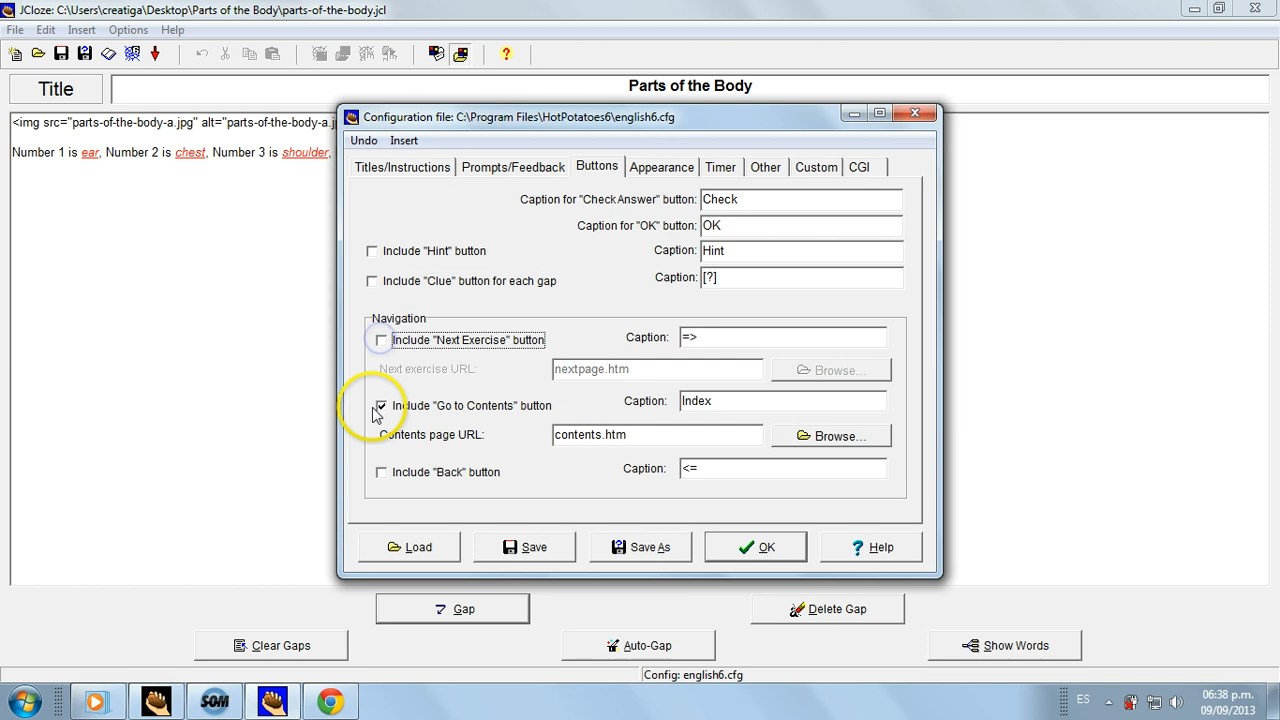 JCloze: C:\Users\creatiga\Desktop\Parts of the Body\parts-of-the-body.jcl
File Edit Insert Options Help
Title
Parts of the Body
<img src="parts-of-the-body-a.jpg" alt="parts-of-the-body-a.j
Number 1 is ear, Number 2 is chest, Number 3 is shoulder,
Configuration file: C:\Program Files\HotPotatoes6\english6.cfg
Undo Insert
Titles/Instructions Prompts/Feedback Buttons Appearance Timer Other Custom CGI
Caption for "Check Answer" button: Check
Caption for "OK" button: OK
Include "Hint" button Caption: Hint
Include "Clue" button for each gap Caption: [?]
Navigation
Include "Next Exercise" button Caption: =>
Next exercise URL: nextpage.htm Browse...
Include "Go to Contents" button Caption: Index
Contents page URL: contents.htm Browse...
Include "Back" button Caption: <=
Load Save Save As OK Help
Gap Delete Gap
Clear Gaps Auto-Gap Show Words
Config: english6.cfg
SOM ES 06:38 p.m.
09/09/2013